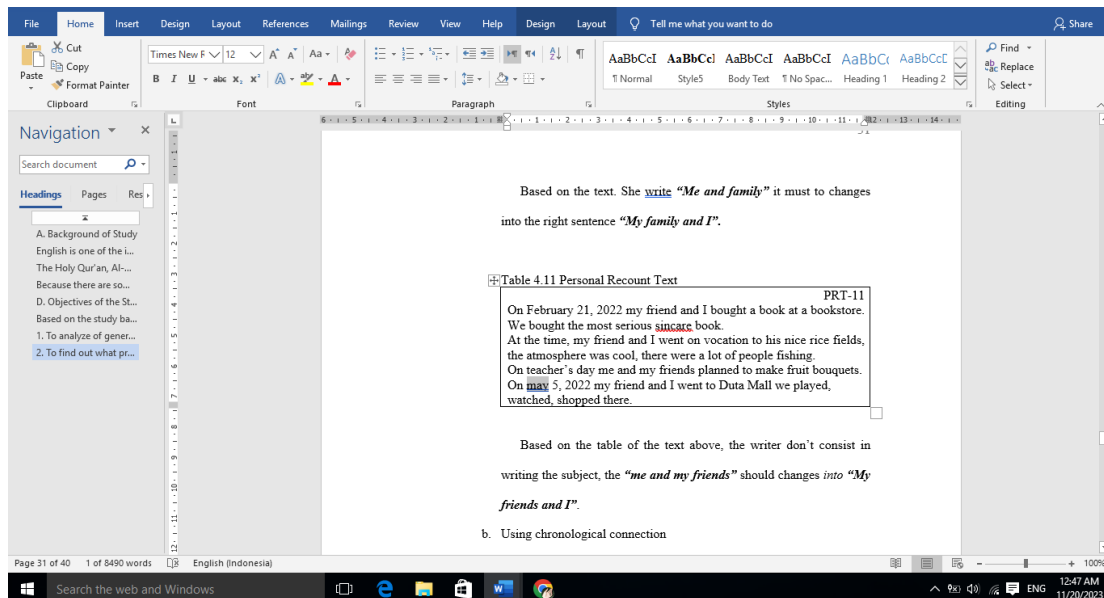 File Home Insert Design Layout References Mailings Review View Help Design Layout Tell me what you want to do Share
Cut
Copy
Format Painter
Paste
Clipboard
Times New F 12
Font
Paragraph
AaBbCcI AaBbCc] AaBbCcI AaBbCcI AaBbC( AaBbCcE
¶ Normal Style5 Body Text ¶ No Spac... Heading 1 Heading 2
Styles
Find
Replace
Select
Editing
Navigation
Search document
Headings Pages Res
A. Background of Study
English is one of the i...
The Holy Qur'an, Al-...
Because there are so...
D. Objectives of the St...
Based on the study ba...
1. To analyze of gener...
2. To find out what pr...
Based on the text. She write “Me and family” it must to changes
into the right sentence “My family and I”.
Table 4.11 Personal Recount Text
PRT-11
On February 21, 2022 my friend and I bought a book at a bookstore.
We bought the most serious sincare book.
At the time, my friend and I went on vocation to his nice rice fields,
the atmosphere was cool, there were a lot of people fishing.
On teacher’s day me and my friends planned to make fruit bouquets.
On may 5, 2022 my friend and I went to Duta Mall we played,
watched, shopped there.
Based on the table of the text above, the writer don’t consist in
writing the subject, the “me and my friends” should changes into “My
friends and I”.
b. Using chronological connection
Page 31 of 40 1 of 8490 words English (Indonesia) 100%
Search the web and Windows
ENG
12:47 AM
11/20/2023